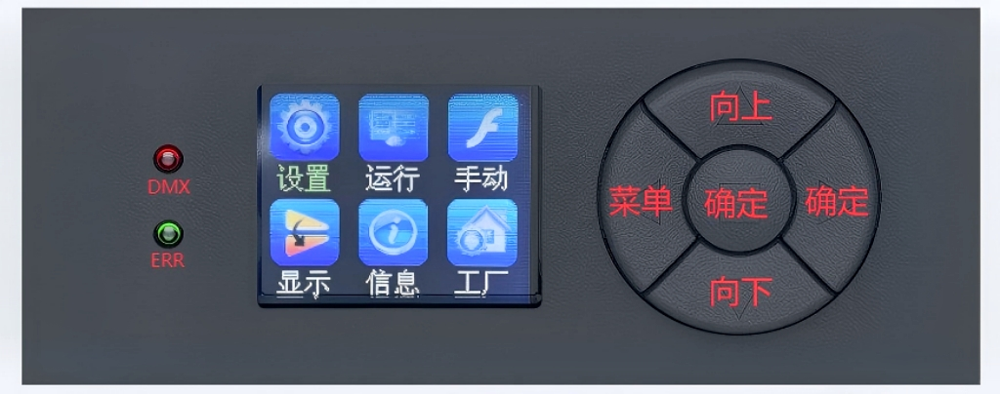 DMX
ERR
设置 运行 手动
显示 信息 工厂
向上
菜单 确定 确定
向下